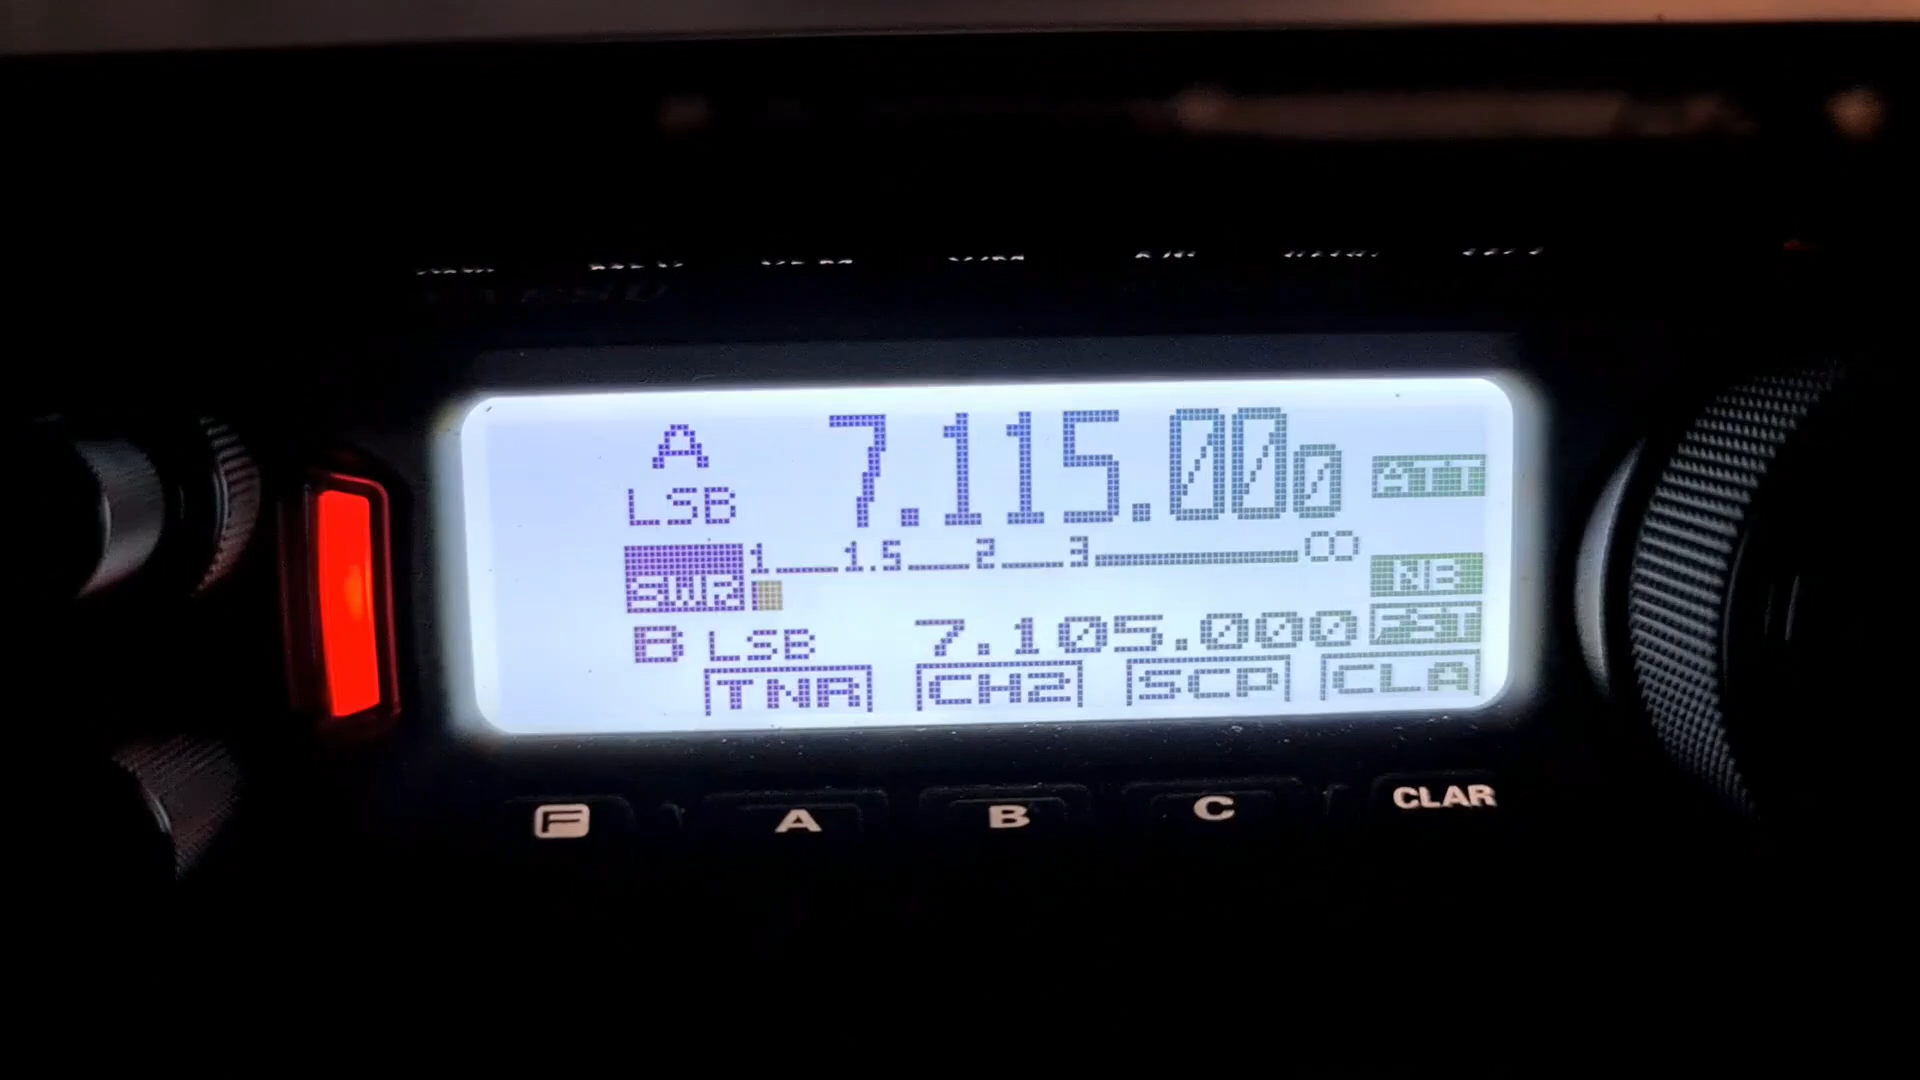 A 7.115.000 ATT
LSB
1 1.5 2 3 ∞
SWR NB
B LSB 7.105.000 FST
TNA CH2 SCP CLA
F A B C CLAR